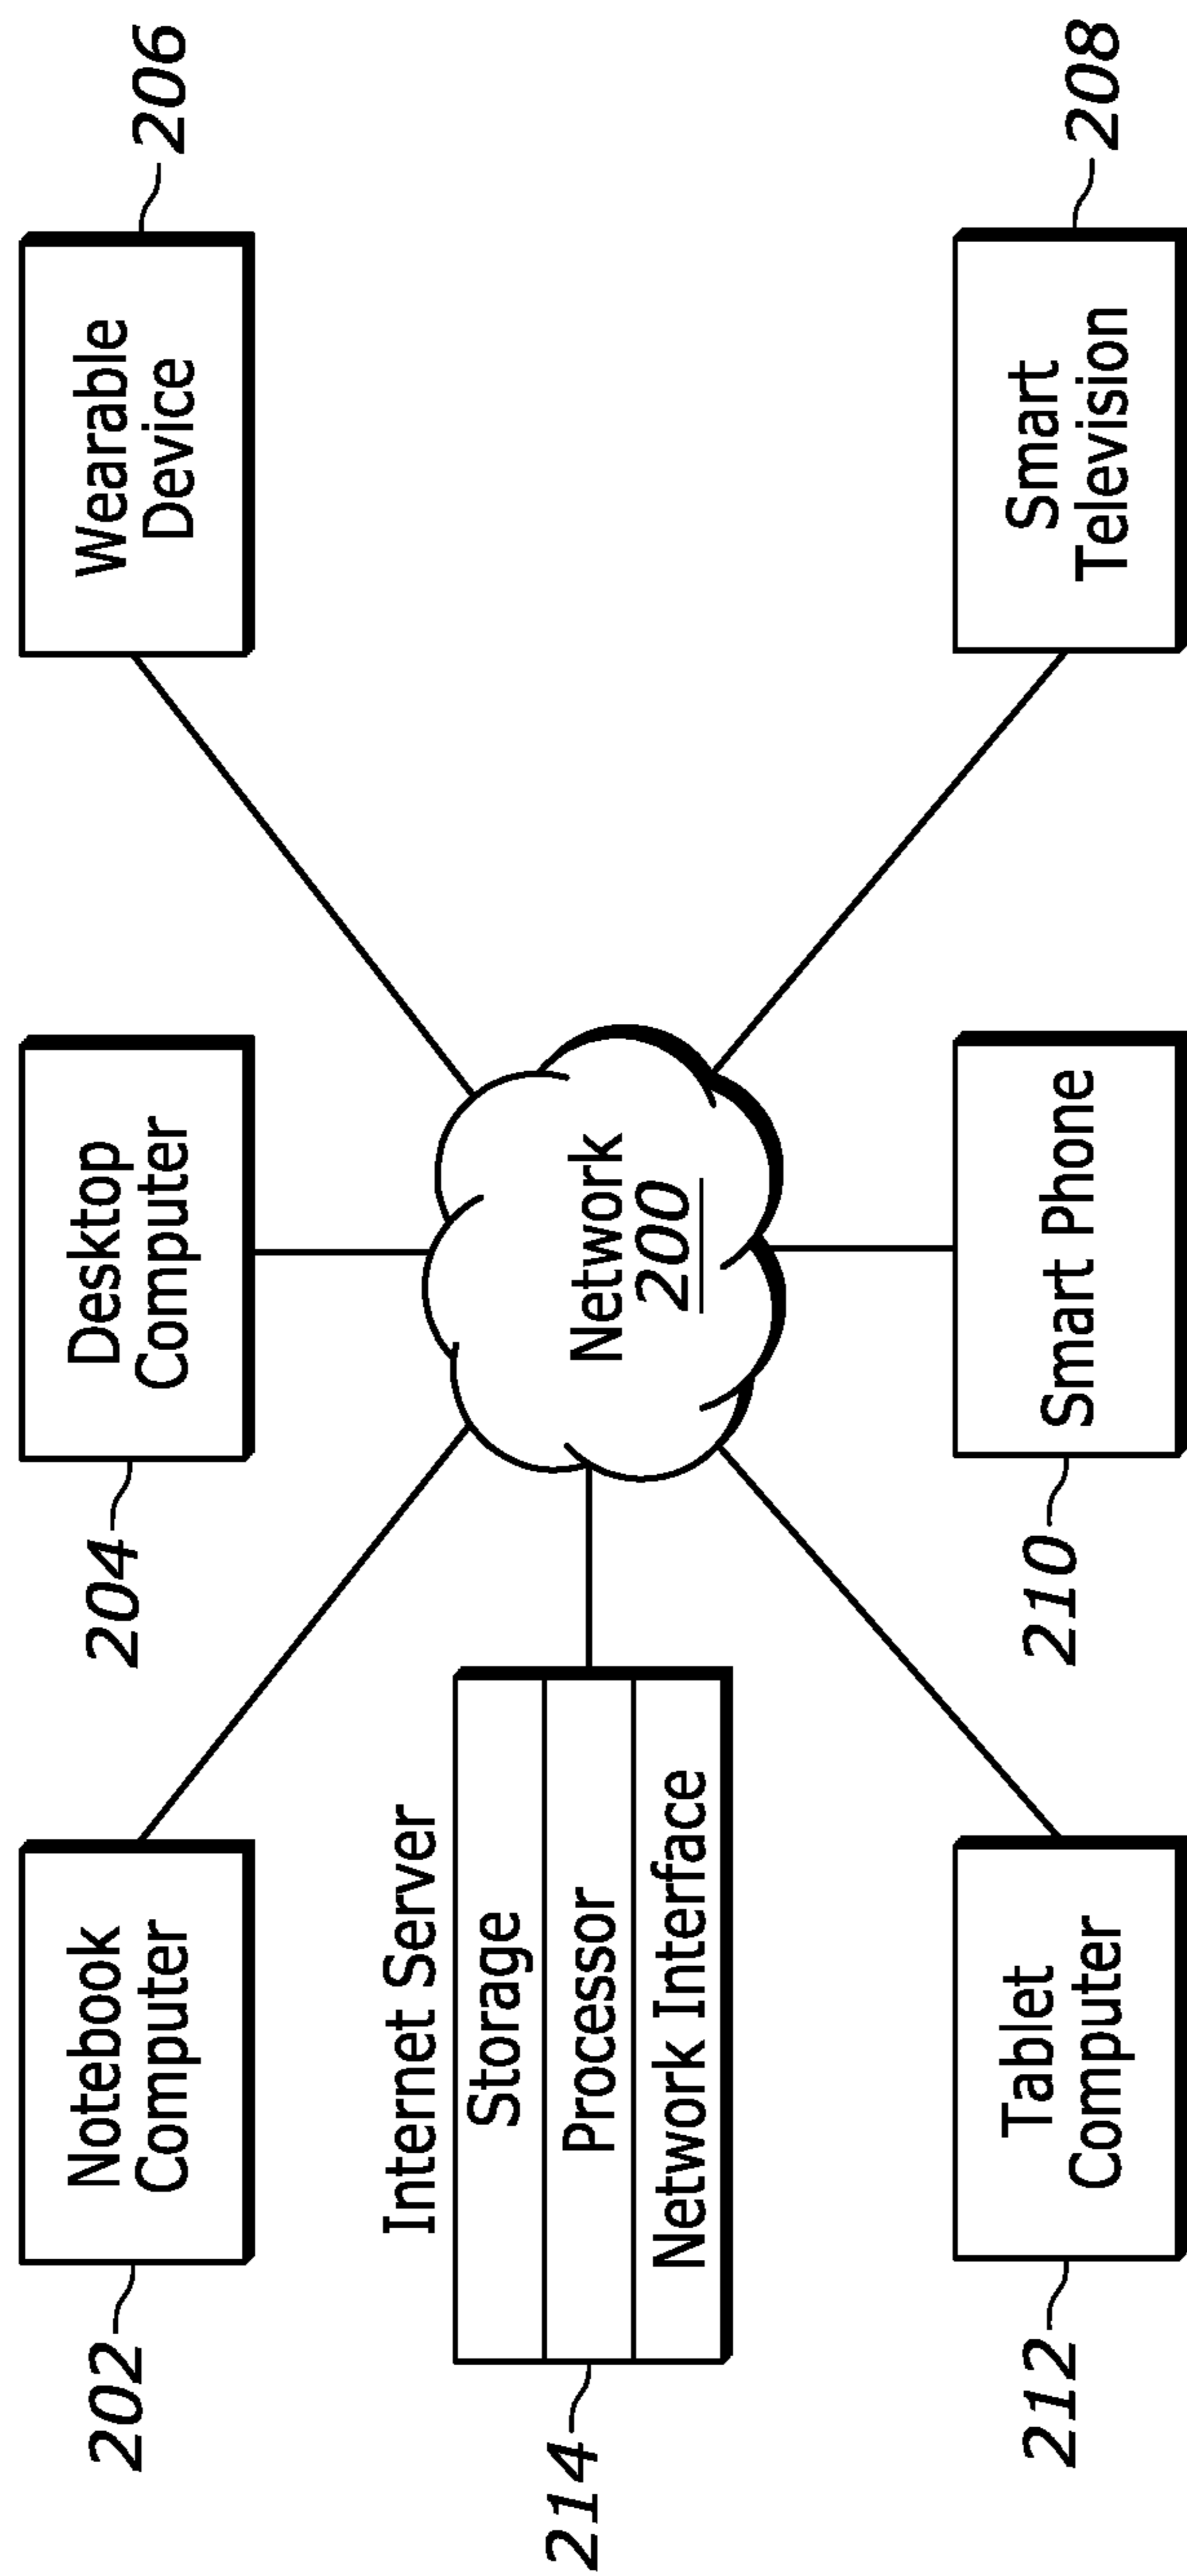 202
Notebook
Computer
204
Desktop
Computer
Wearable
Device
206
Internet Server
214
Storage
Processor
Network Interface
Network
200
212
Tablet
Computer
210
Smart Phone
Smart
Television
208